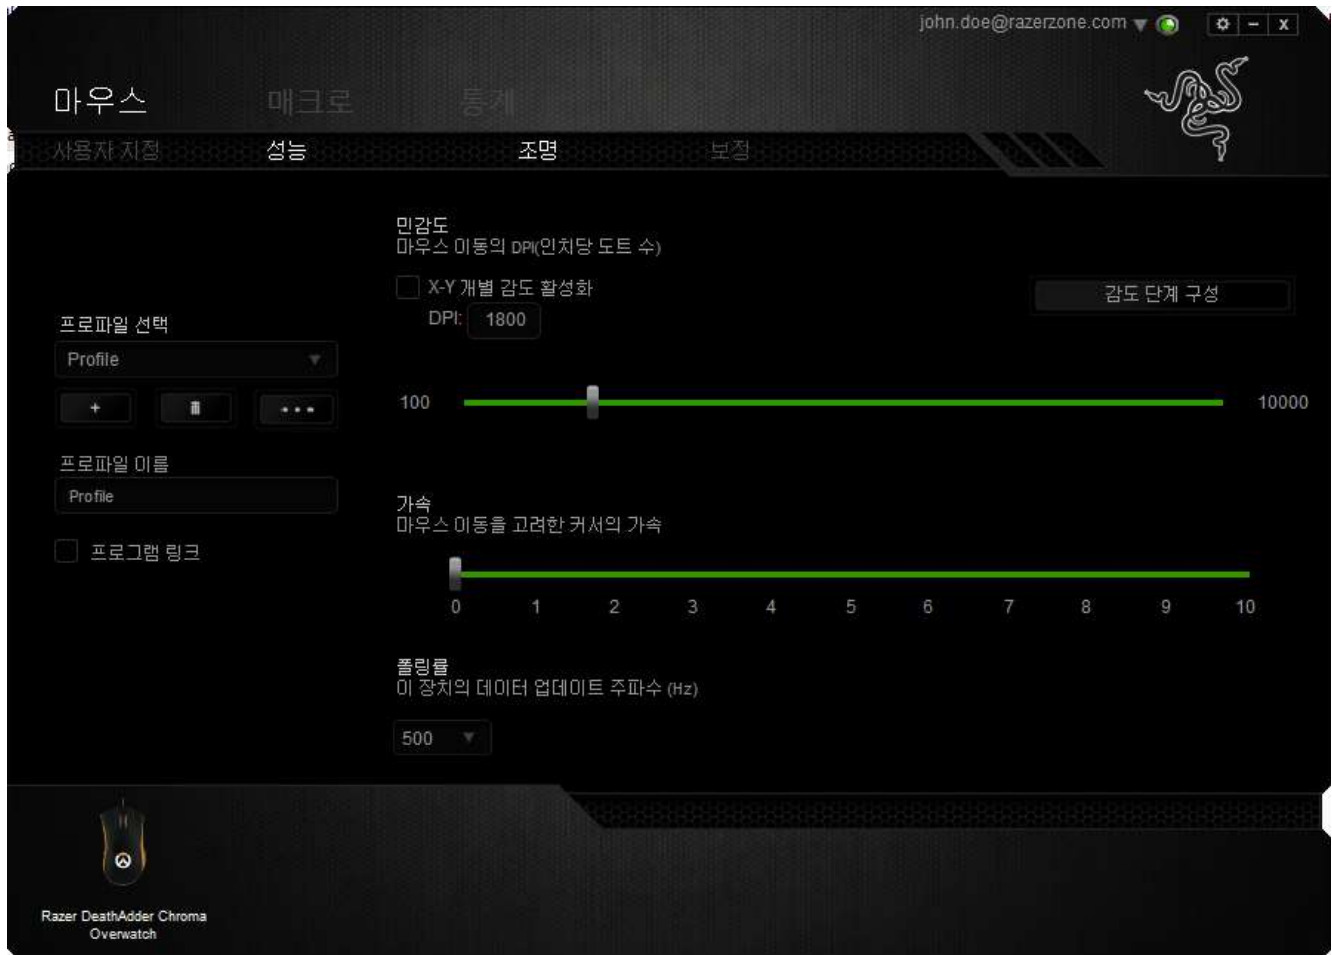 john.doe@razerzone.com
마우스 매크로 통계
사용자 지정 성능 조명 보정
민감도
마우스 이동의 DPI(인치당 도트 수)
X-Y 개별 감도 활성화
감도 단계 구성
DPI: 1800
프로파일 선택
Profile
100 10000
프로파일 이름
Profile
프로그램 링크
가속
마우스 이동을 고려한 커서의 가속
0 1 2 3 4 5 6 7 8 9 10
폴링률
이 장치의 데이터 업데이트 주파수 (Hz)
500
Razer DeathAdder Chroma
Overwatch